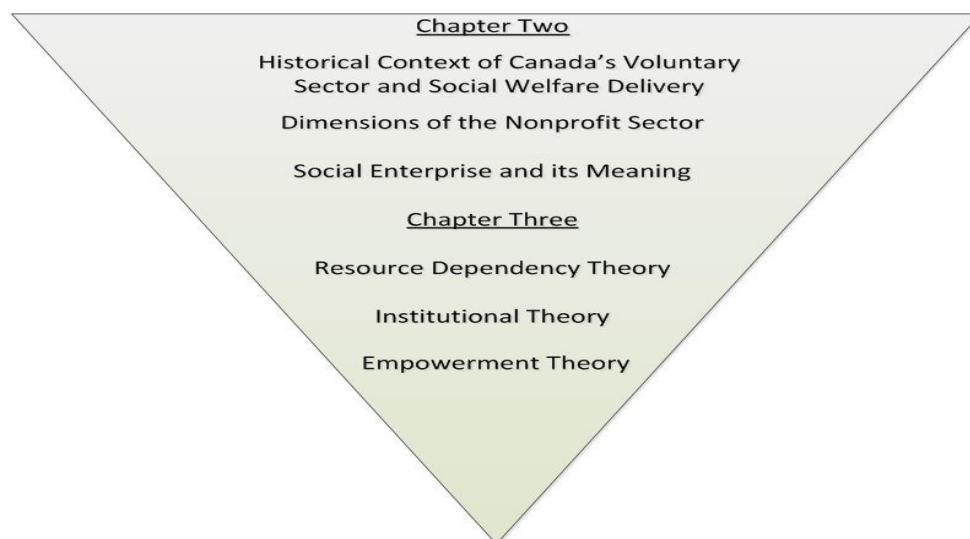 Chapter Two
Historical Context of Canada’s Voluntary
Sector and Social Welfare Delivery
Dimensions of the Nonprofit Sector
Social Enterprise and its Meaning
Chapter Three
Resource Dependency Theory
Institutional Theory
Empowerment Theory